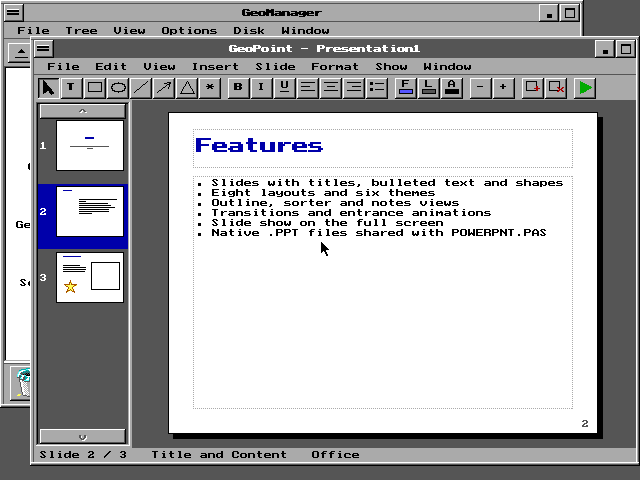 GeoManager
File Tree View Options Disk Window
GeoPoint - Presentation1
File Edit View Insert Slide Format Show Window
T * B I U F L A - +
1
2
3
Features
. Slides with titles, bulleted text and shapes
. Eight layouts and six themes
. Outline, sorter and notes views
. Transitions and entrance animations
. Slide show on the full screen
. Native .PPT files shared with POWERPNT.PAS
2
Ge
Slide 2 / 3 Title and Content Office